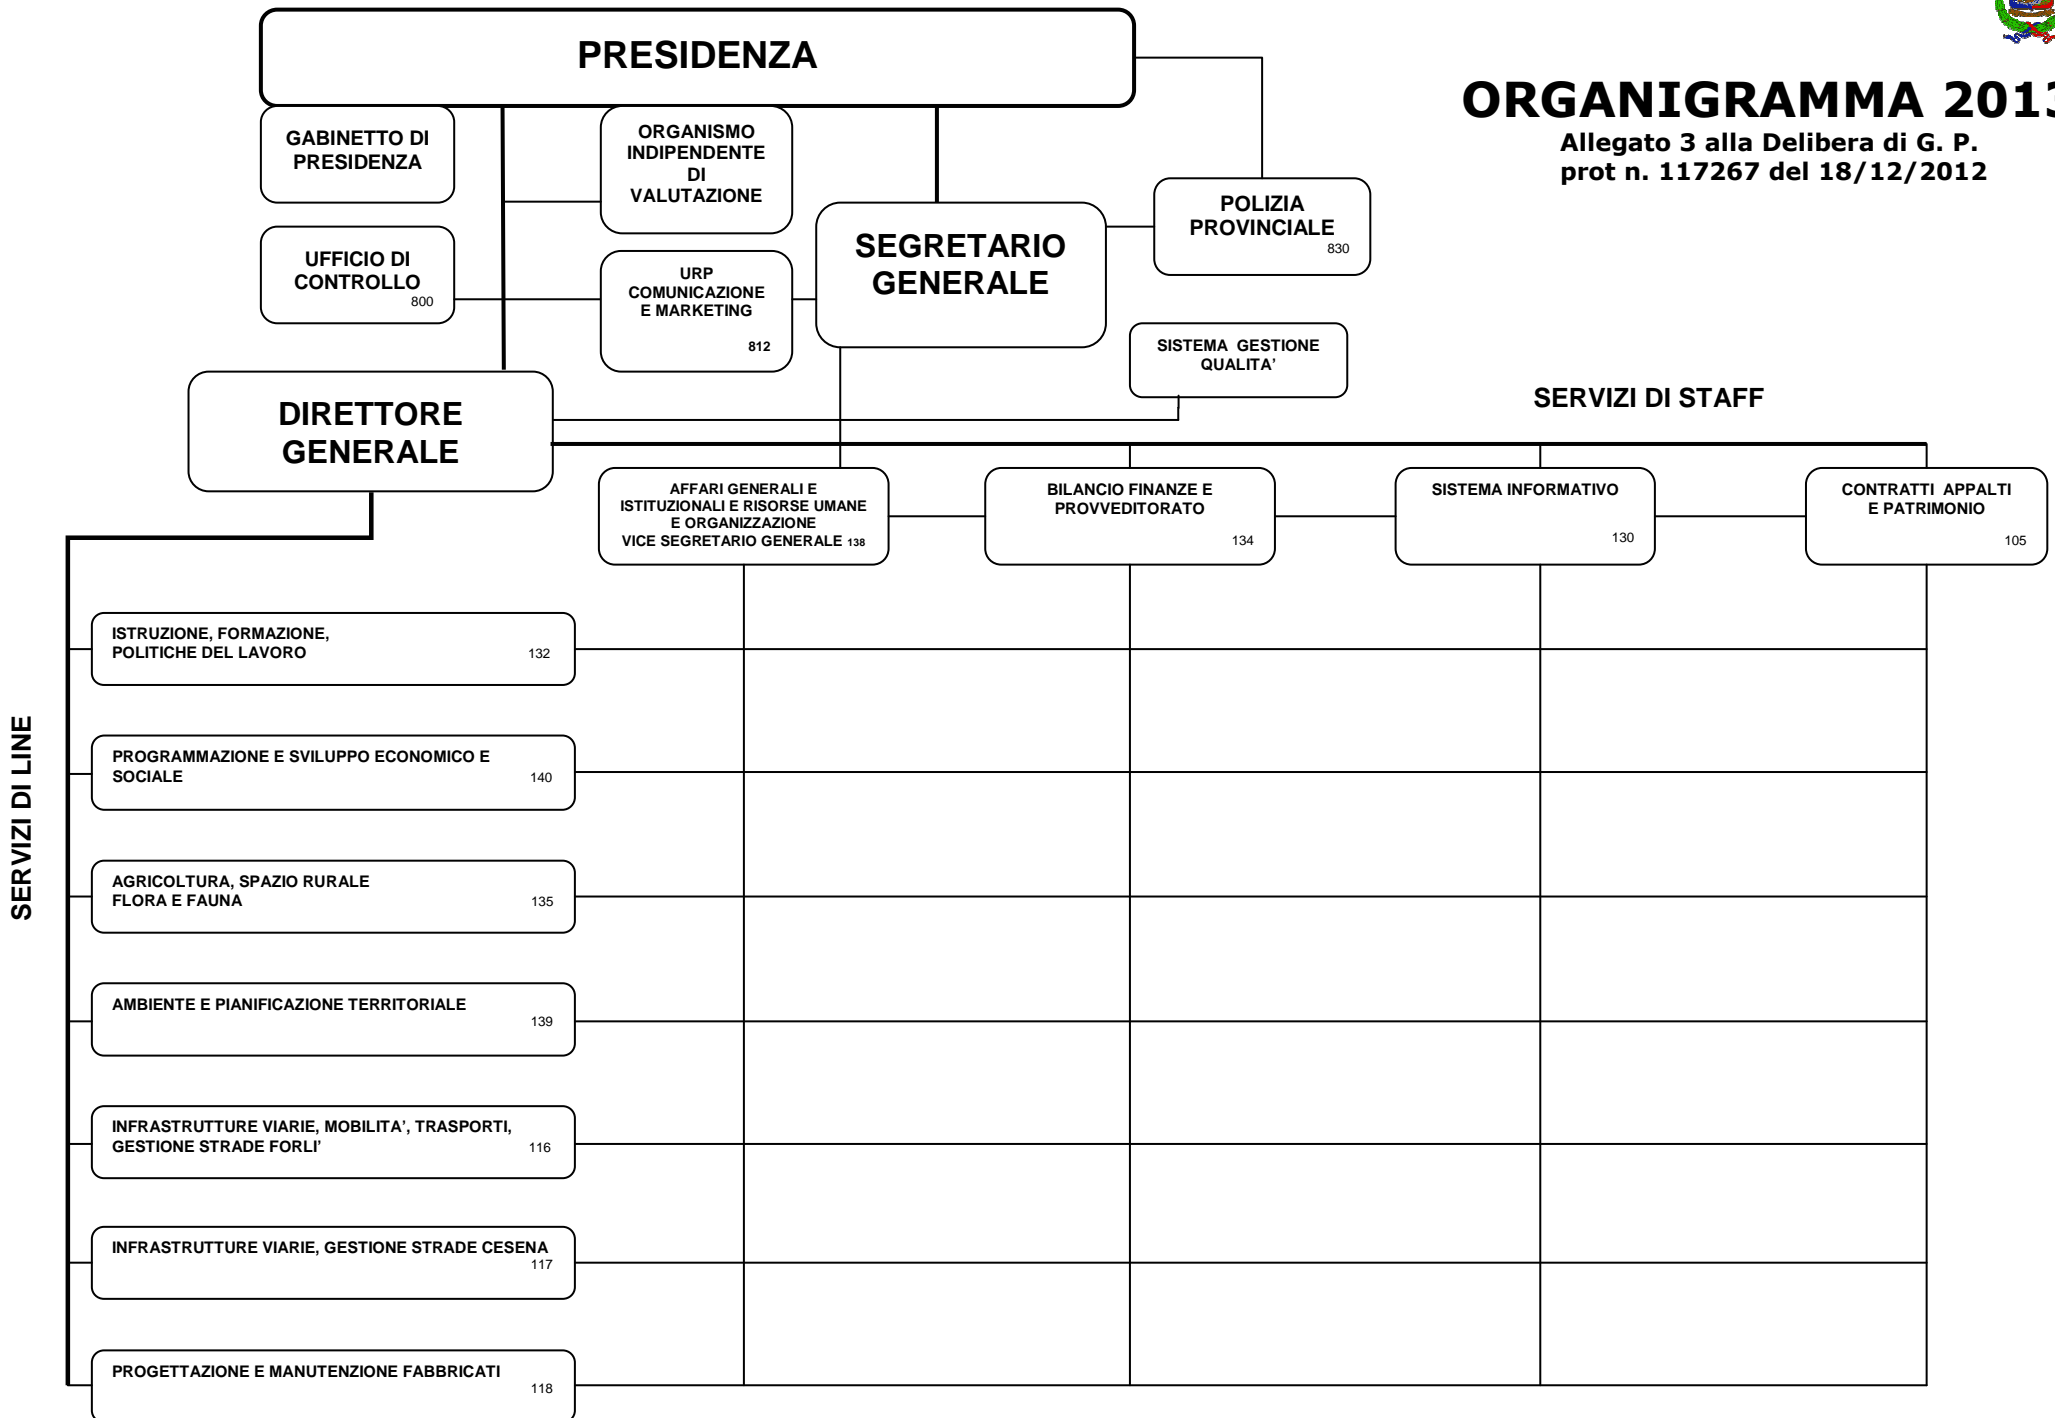 PRESIDENZA
ORGANIGRAMMA 2013
Allegato 3 alla Delibera di G. P.
prot n. 117267 del 18/12/2012
GABINETTO DI
PRESIDENZA
ORGANISMO
INDIPENDENTE
DI
VALUTAZIONE
POLIZIA
PROVINCIALE
830
SEGRETARIO
GENERALE
UFFICIO DI
CONTROLLO
800
URP
COMUNICAZIONE
E MARKETING
812
SISTEMA GESTIONE
QUALITA’
DIRETTORE
GENERALE
SERVIZI DI STAFF
AFFARI GENERALI E
ISTITUZIONALI E RISORSE UMANE
E ORGANIZZAZIONE
VICE SEGRETARIO GENERALE 138
BILANCIO FINANZE E
PROVVEDITORATO
134
SISTEMA INFORMATIVO
130
CONTRATTI APPALTI
E PATRIMONIO
105
SERVIZI DI LINE
ISTRUZIONE, FORMAZIONE,
POLITICHE DEL LAVORO 132
PROGRAMMAZIONE E SVILUPPO ECONOMICO E
SOCIALE 140
AGRICOLTURA, SPAZIO RURALE
FLORA E FAUNA 135
AMBIENTE E PIANIFICAZIONE TERRITORIALE
139
INFRASTRUTTURE VIARIE, MOBILITA’, TRASPORTI,
GESTIONE STRADE FORLI’ 116
INFRASTRUTTURE VIARIE, GESTIONE STRADE CESENA
117
PROGETTAZIONE E MANUTENZIONE FABBRICATI
118